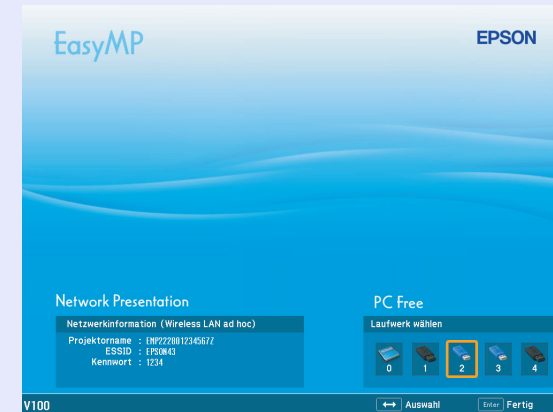 EasyMP
EPSON
Network Presentation
Netzwerkinformation (Wireless LAN ad hoc)
Projektorname : EMP222801234567Z
ESSID : EPSON43
Kennwort : 1234
PC Free
Laufwerk wählen
0 1 2 3 4
V100
Auswahl
Enter Fertig